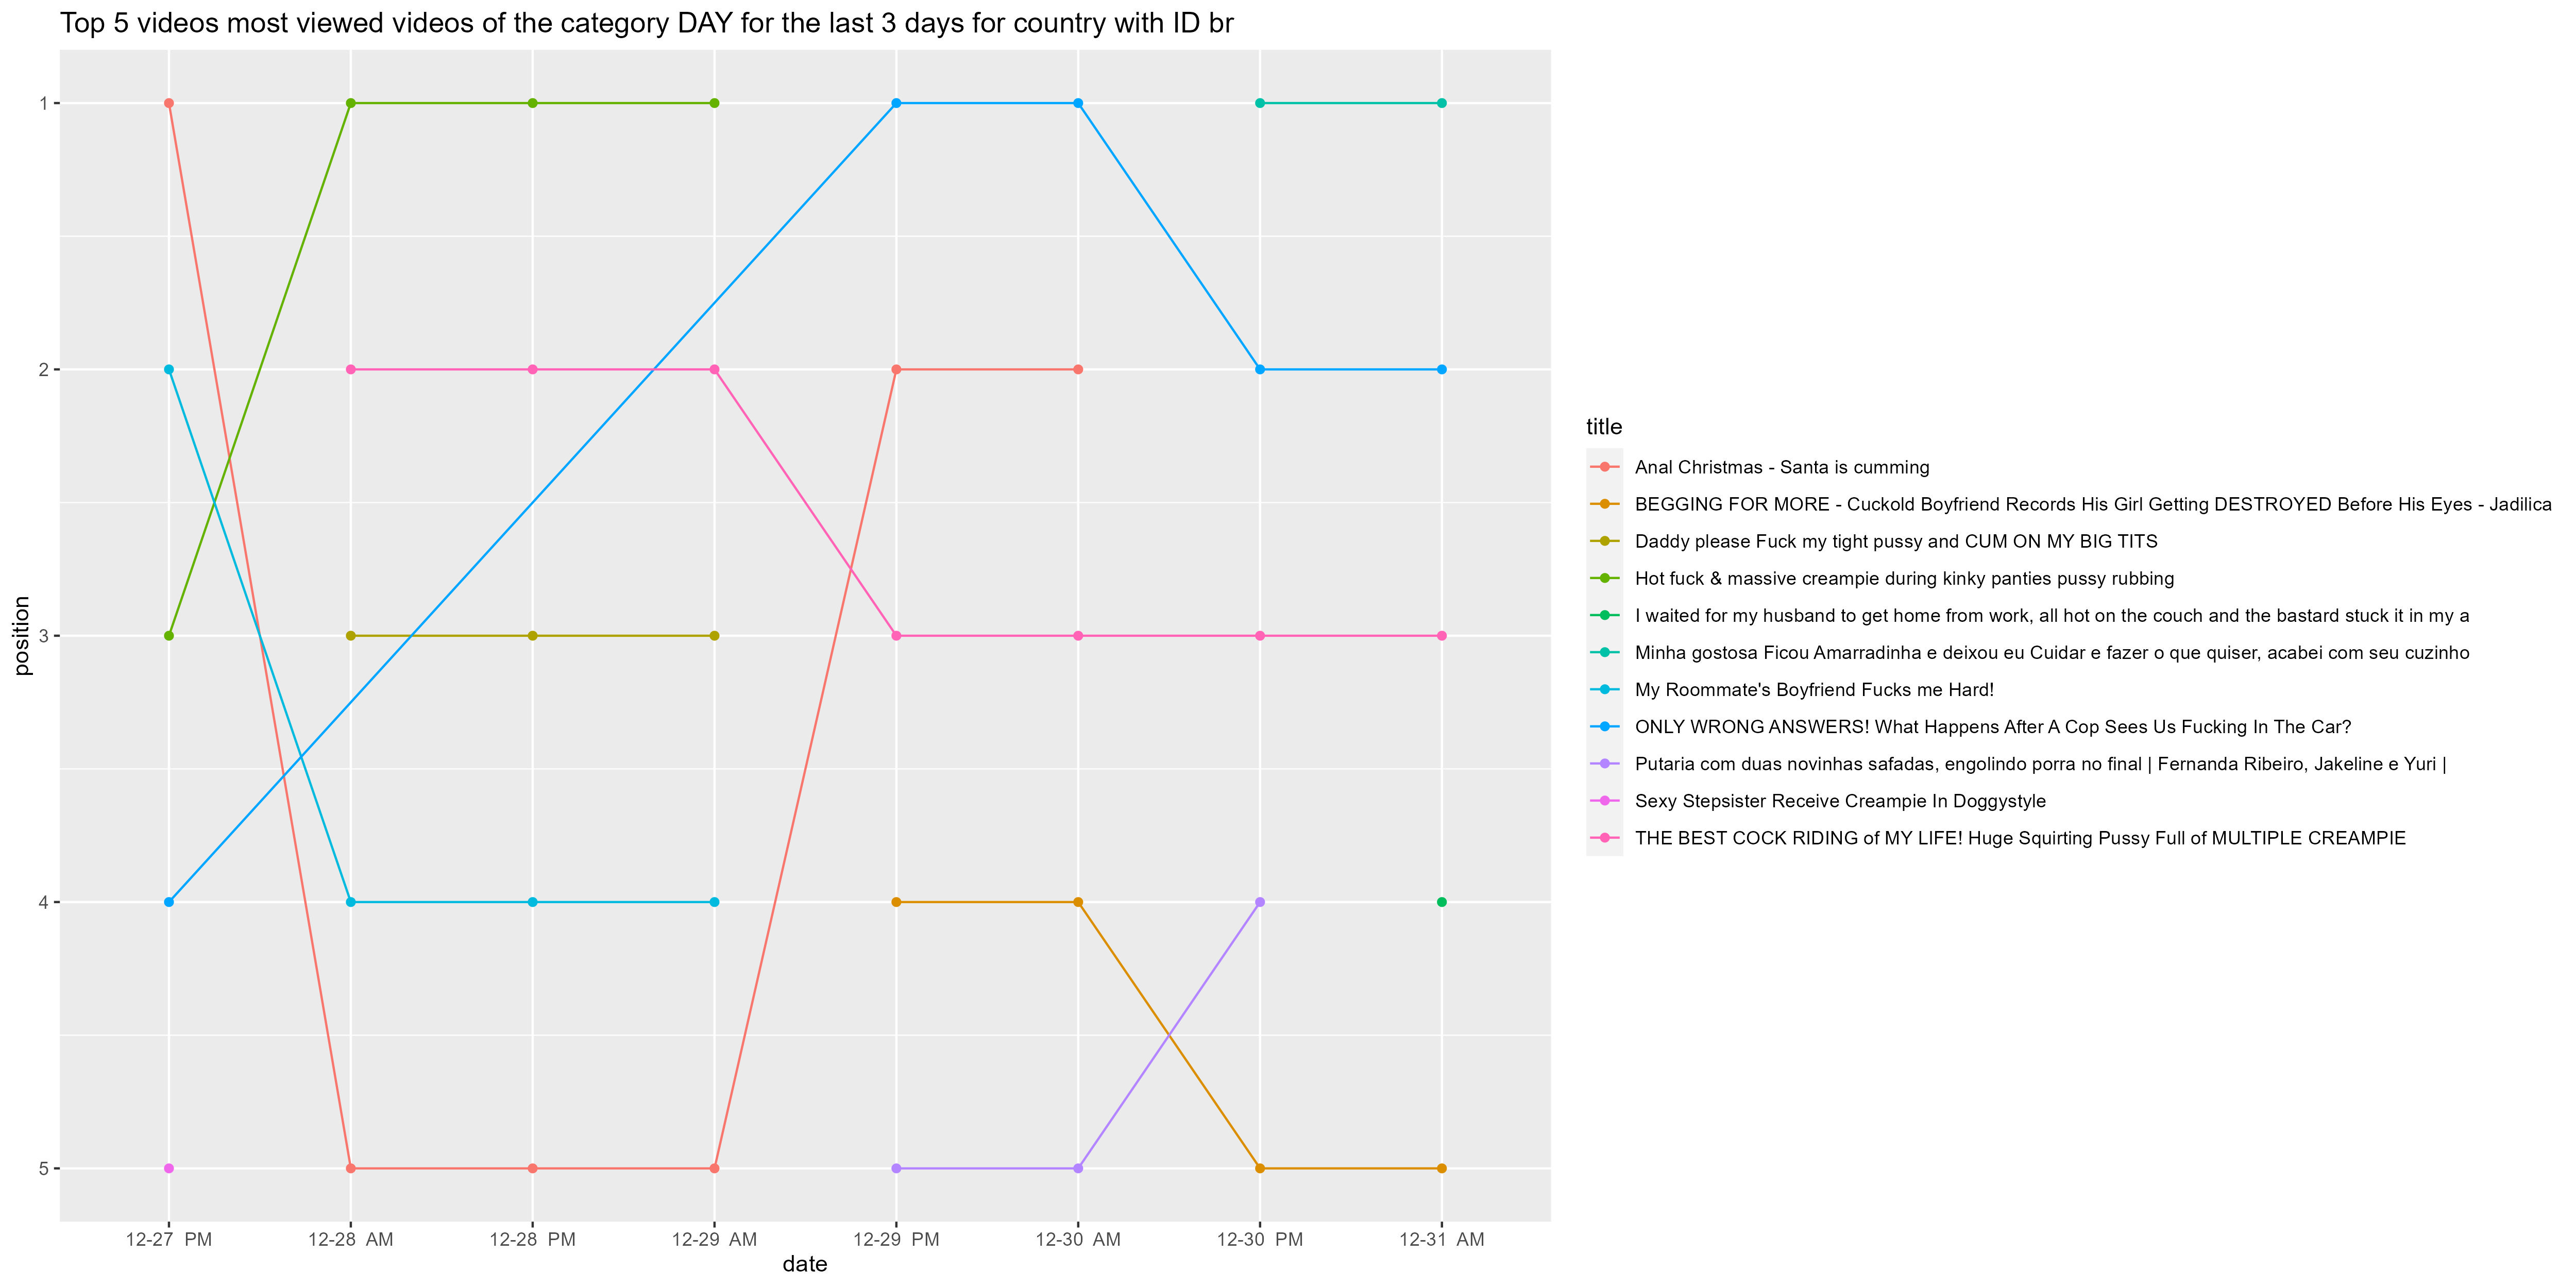 Top 5 videos most viewed videos of the category DAY for the last 3 days for country with ID br
position
1
2
3
4
5
12-27 PM
12-28 AM
12-28 PM
12-29 AM
12-29 PM
12-30 AM
12-30 PM
12-31 AM
date
title
Anal Christmas - Santa is cumming
BEGGING FOR MORE - Cuckold Boyfriend Records His Girl Getting DESTROYED Before His Eyes - Jadilica
Daddy please Fuck my tight pussy and CUM ON MY BIG TITS
Hot fuck & massive creampie during kinky panties pussy rubbing
I waited for my husband to get home from work, all hot on the couch and the bastard stuck it in my a
Minha gostosa Ficou Amarradinha e deixou eu Cuidar e fazer o que quiser, acabei com seu cuzinho
My Roommate's Boyfriend Fucks me Hard!
ONLY WRONG ANSWERS! What Happens After A Cop Sees Us Fucking In The Car?
Putaria com duas novinhas safadas, engolindo porra no final | Fernanda Ribeiro, Jakeline e Yuri |
Sexy Stepsister Receive Creampie In Doggystyle
THE BEST COCK RIDING of MY LIFE! Huge Squirting Pussy Full of MULTIPLE CREAMPIE